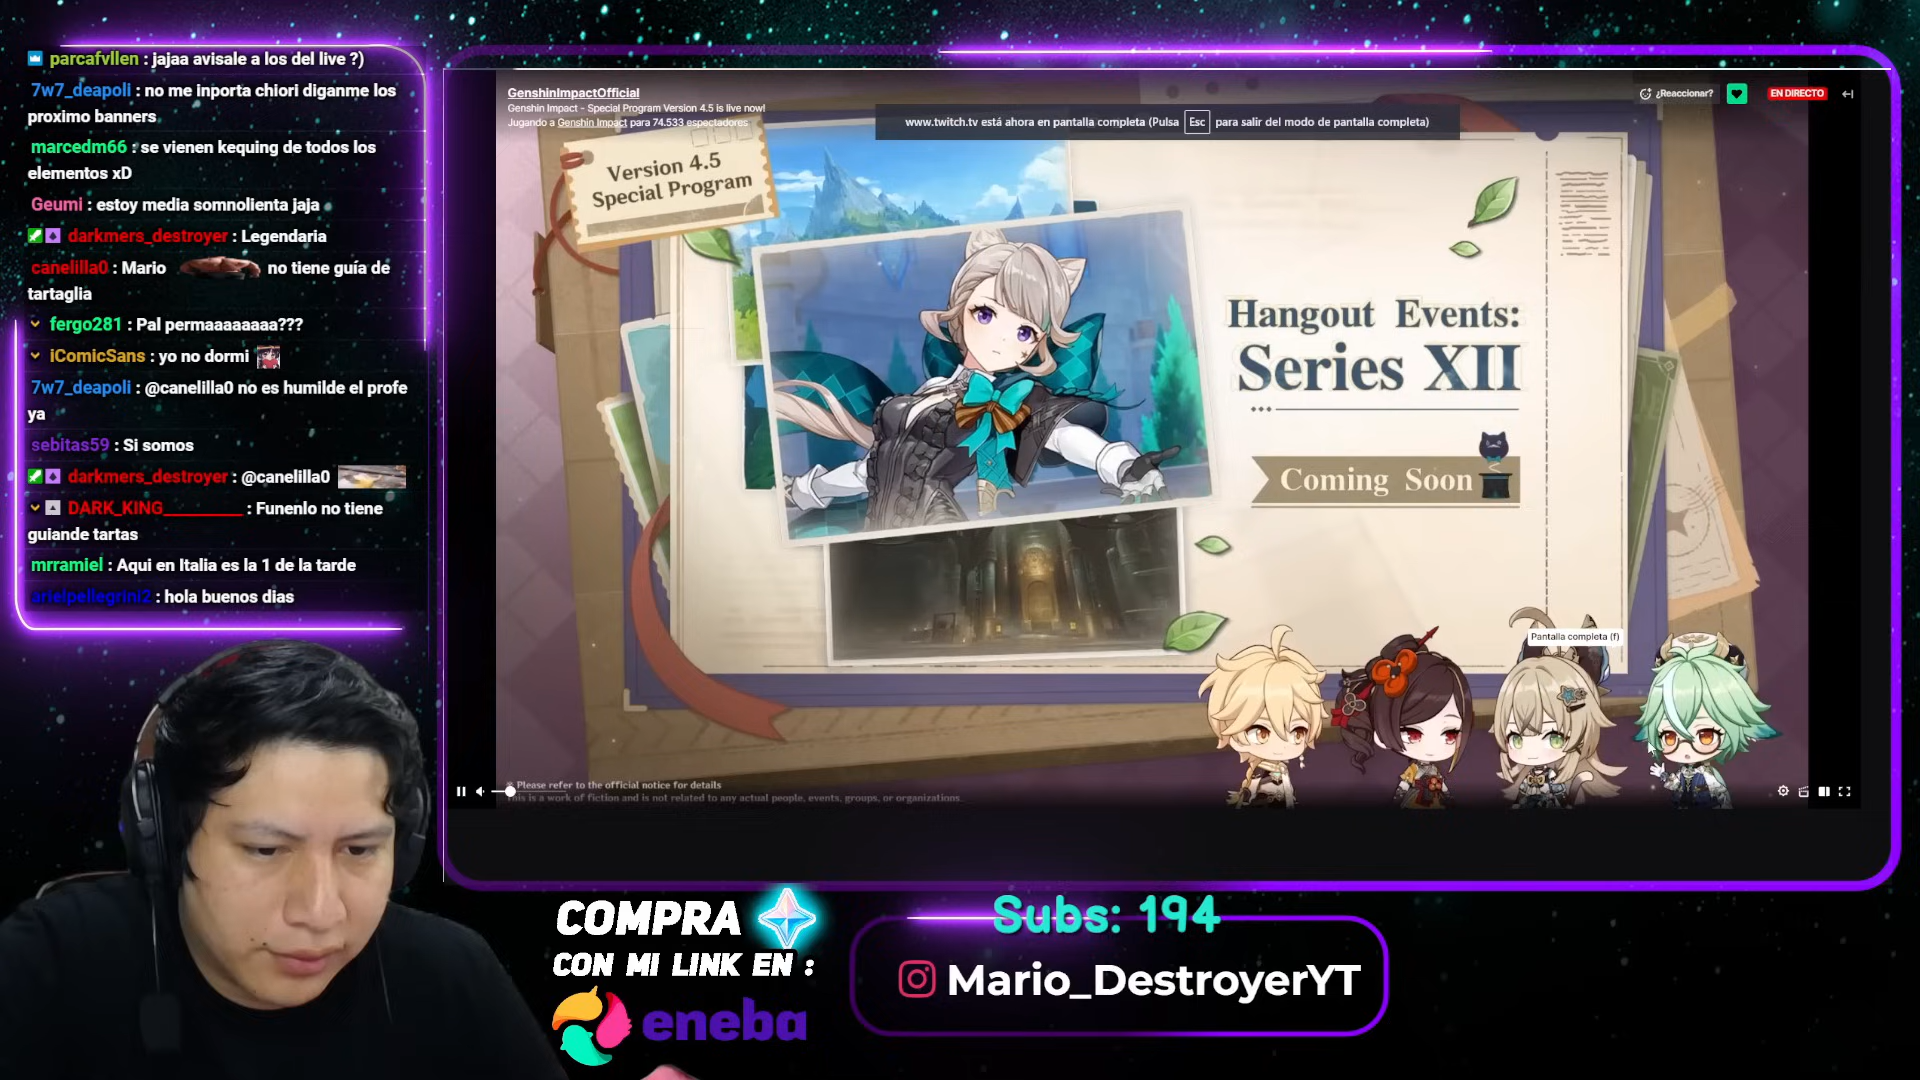 parcafvllen : jajaa avisale a los del live ?)
7w7_deapoli : no me inporta chiori diganme los
proximo banners
marcedm66 : se vienen kequing de todos los
elementos xD
Geumi : estoy media somnolienta jaja
darkmers_destroyer : Legendaria
canelilla0 : Mario no tiene guía de
tartaglia
fergo281 : Pal permaaaaaaaa???
iComicSans : yo no dormi
7w7_deapoli : @canelilla0 no es humilde el profe
ya
sebitas59 : Si somos
darkmers_destroyer : @canelilla0
DARK_KING__________ : Funenlo no tiene
guiande tartas
mrramiel : Aqui en Italia es la 1 de la tarde
arielpellegrini2 : hola buenos dias
GenshinImpactOfficial
Genshin Impact - Special Program Version 4.5 is live now!
Jugando a Genshin Impact para 74.533 espectadores
www.twitch.tv está ahora en pantalla completa (Pulsa Esc para salir del modo de pantalla completa)
¿Reaccionar?
EN DIRECTO
Version 4.5
Special Program
Hangout Events:
Series XII
Coming Soon
Pantalla completa (f)
※ Please refer to the official notice for details
This is a work of fiction and is not related to any actual people, events, groups, or organizations.
COMPRA
CON MI LINK EN :
eneba
Subs: 194
Mario_DestroyerYT